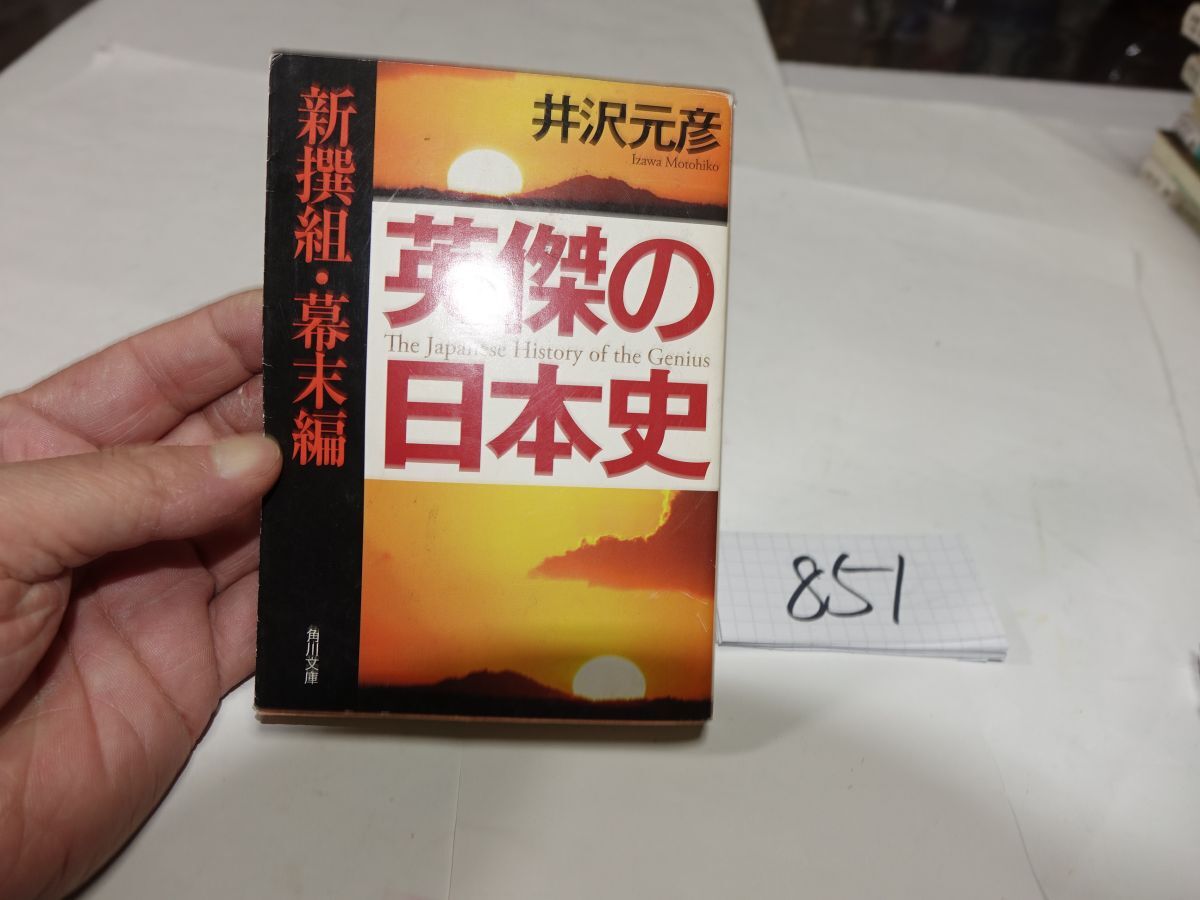 井沢元彦
Izawa Motohiko
英傑の
The Japanese History of the Genius
日本史
新撰組・幕末編
角川文庫
851